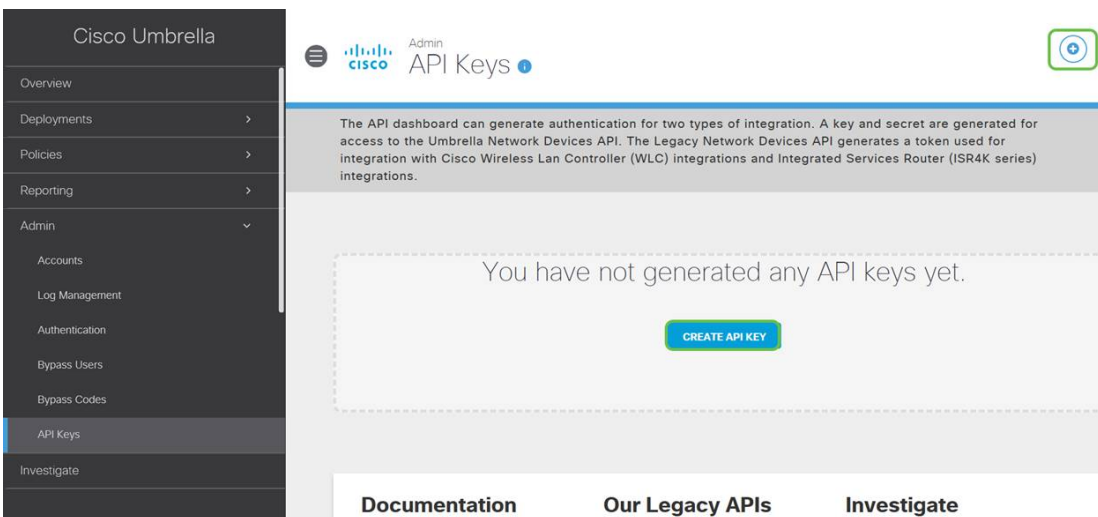 Cisco Umbrella
Overview
Deployments
Policies
Reporting
Admin
Accounts
Log Management
Authentication
Bypass Users
Bypass Codes
API Keys
Investigate
CISCO
Admin
API Keys
The API dashboard can generate authentication for two types of integration. A key and secret are generated for
access to the Umbrella Network Devices API. The Legacy Network Devices API generates a token used for
integration with Cisco Wireless Lan Controller (WLC) integrations and Integrated Services Router (ISR4K series)
integrations.
You have not generated any API keys yet.
CREATE API KEY
Documentation
Our Legacy APIs
Investigate